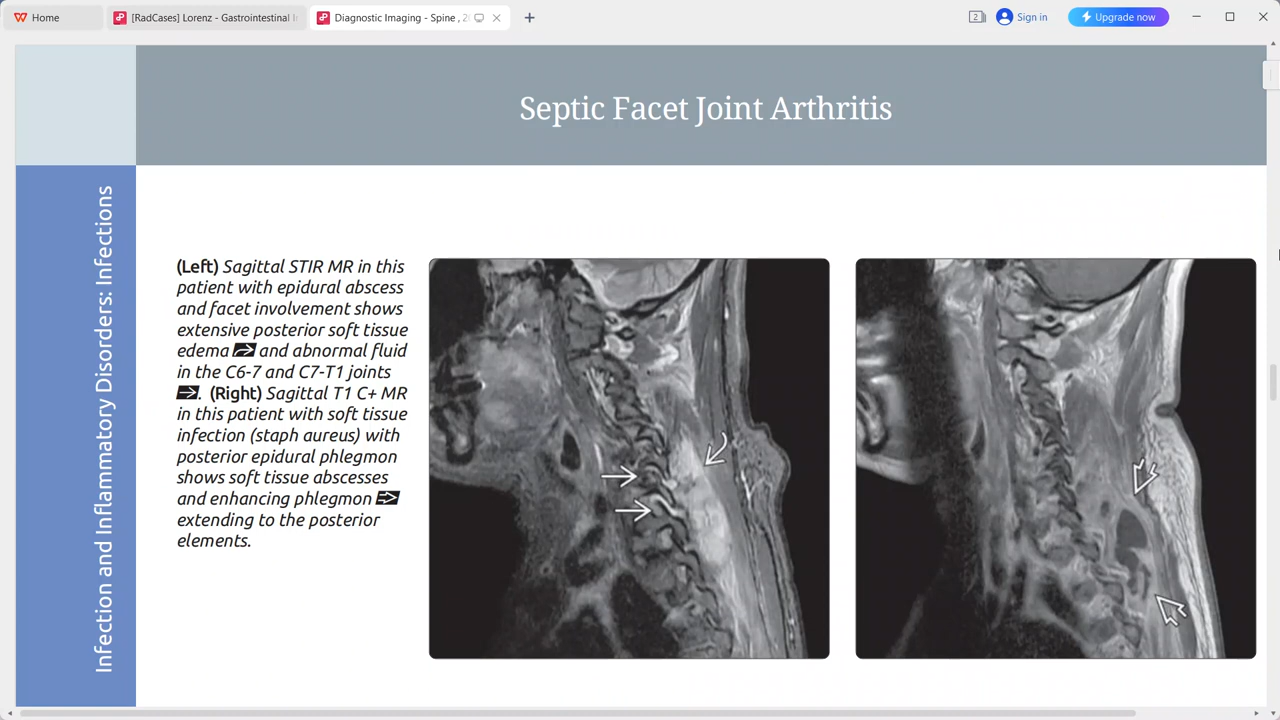 Home
[RadCases] Lorenz - Gastrointestinal
Diagnostic Imaging - Spine , 2
2
Sign in
Upgrade now
Septic Facet Joint Arthritis
Infection and Inflammatory Disorders: Infections
(Left) Sagittal STIR MR in this
patient with epidural abscess
and facet involvement shows
extensive posterior soft tissue
edema and abnormal fluid
in the C6-7 and C7-T1 joints
. (Right) Sagittal T1 C+ MR
in this patient with soft tissue
infection (staph aureus) with
posterior epidural phlegmon
shows soft tissue abscesses
and enhancing phlegmon
extending to the posterior
elements.